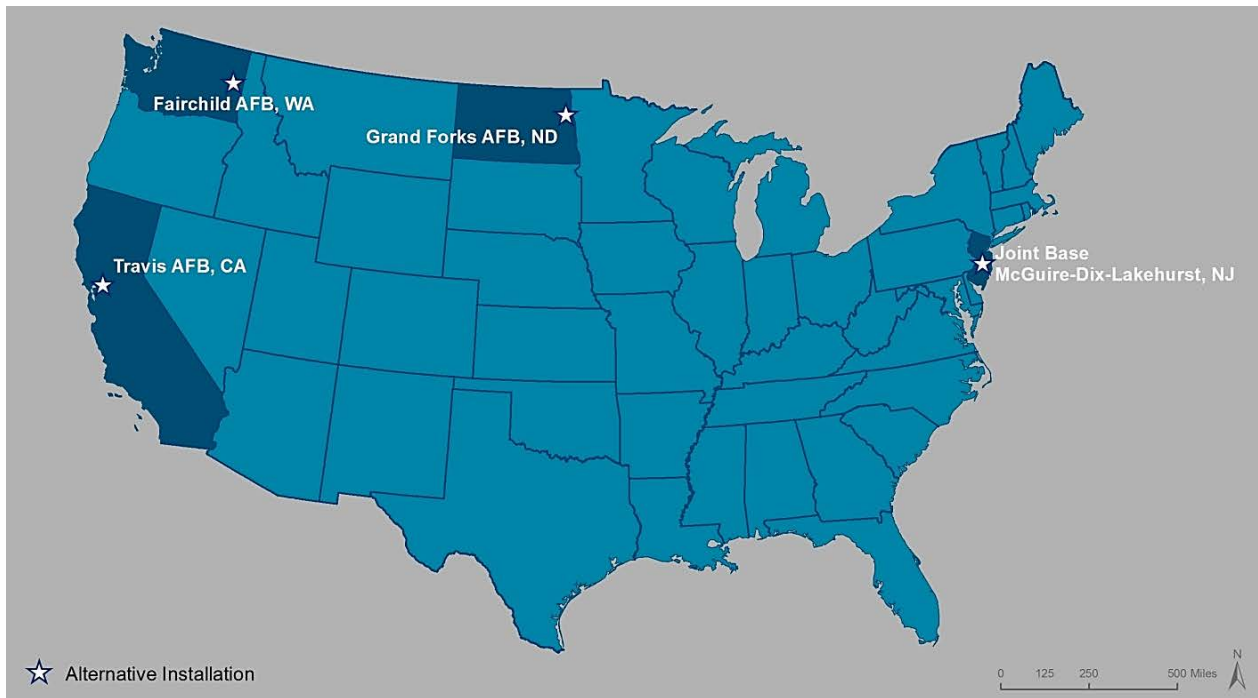 Fairchild AFB, WA
Grand Forks AFB, ND
Travis AFB, CA
Joint Base
McGuire-Dix-Lakehurst, NJ
Alternative Installation
N
0 125 250 500 Miles